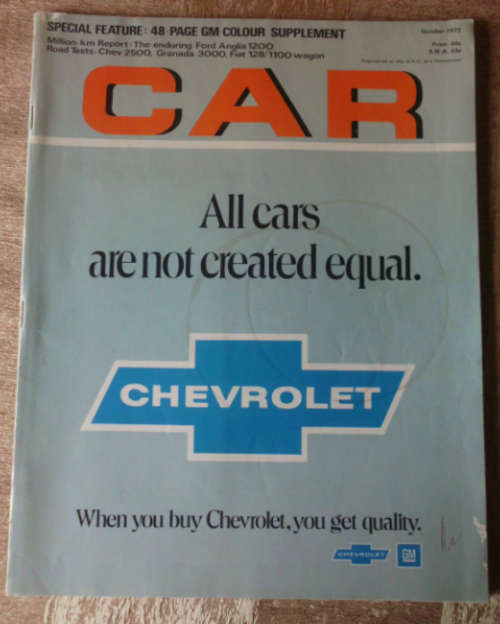 SPECIAL FEATURE: 48-PAGE GM COLOUR SUPPLEMENT
Million-km Report: The enduring Ford Anglia 1200
Road Tests: Chev 2500, Granada 3000, Fiat 128/1100 wagon
Price: 40c
CAR
All cars
are not created equal.
CHEVROLET
When you buy Chevrolet, you get quality.
CHEVROLET
GM